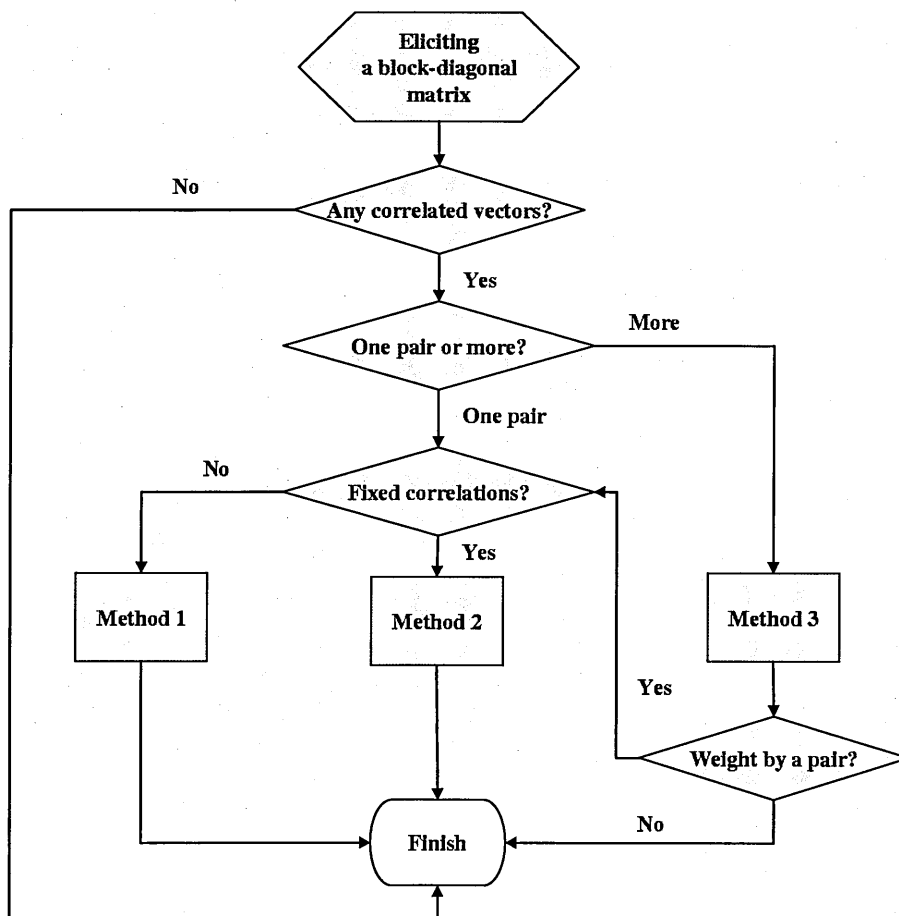 Eliciting
a block-diagonal
matrix
No
Any correlated vectors?
Yes
More
One pair or more?
One pair
No
Fixed correlations?
Yes
Method 1
Method 2
Method 3
Yes
Weight by a pair?
No
Finish